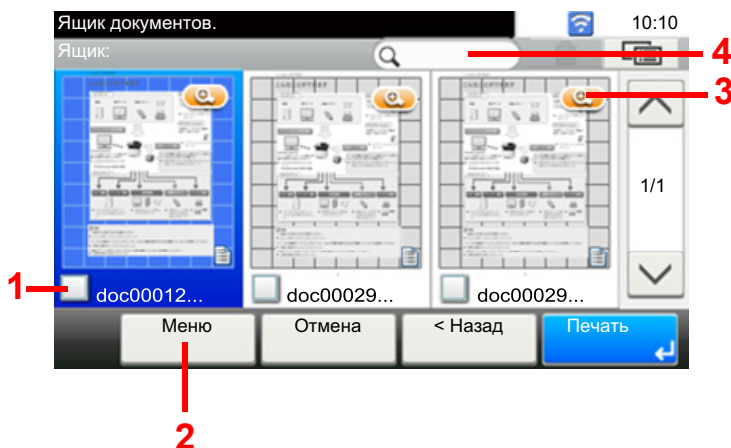 Ящик документов.
10:10
Ящик:
4
3
1/1
1
doc00012...
doc00029...
doc00029...
Меню
Отмена
< Назад
Печать
2